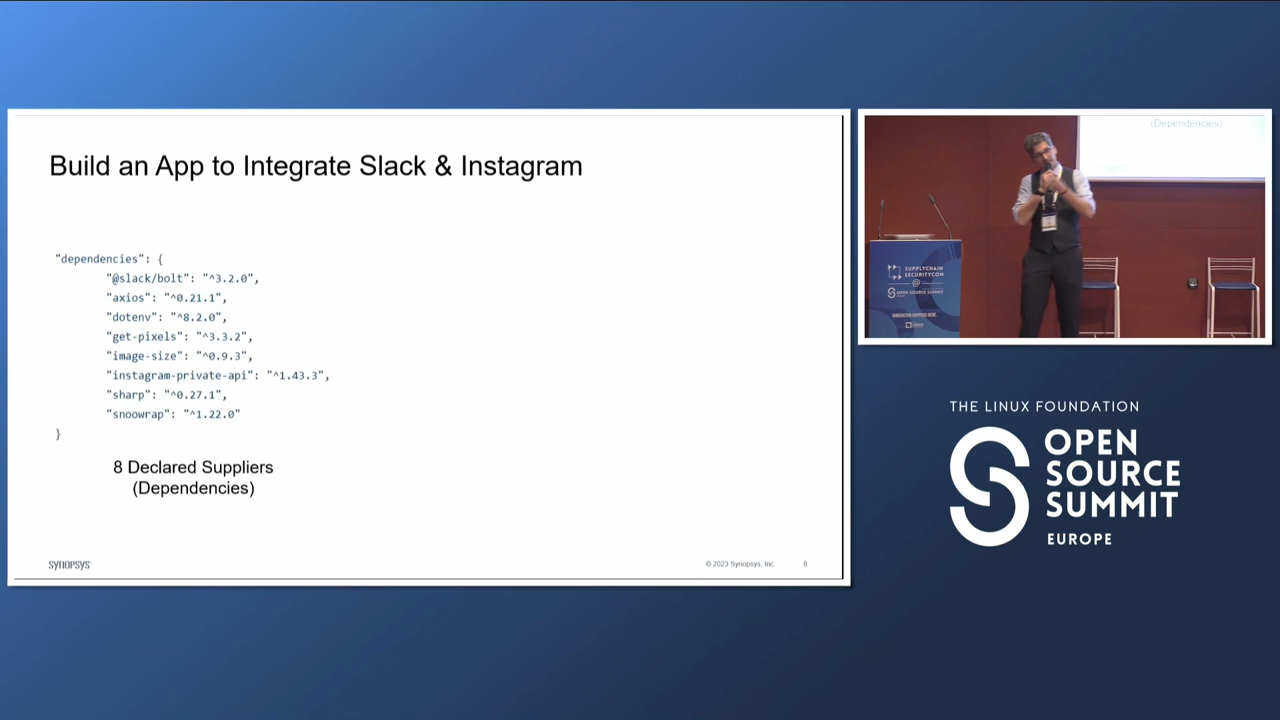 Build an App to Integrate Slack & Instagram
"dependencies": {
"@slack/bolt": "^3.2.0",
"axios": "^0.21.1",
"dotenv": "^8.2.0",
"get-pixels": "^3.3.2",
"image-size": "^0.9.3",
"instagram-private-api": "^1.43.3",
"sharp": "^0.27.1",
"snoowrap": "^1.22.0"
}
8 Declared Suppliers
(Dependencies)
SYNOPSYS
© 2023 Synopsys, Inc.
8
(Dependencies)
SUPPLYCHAIN
SECURITYCON
@
OPEN SOURCE SUMMIT
INNOVATION HAPPENS HERE
THE LINUX FOUNDATION
OPEN
SOURCE
SUMMIT
EUROPE